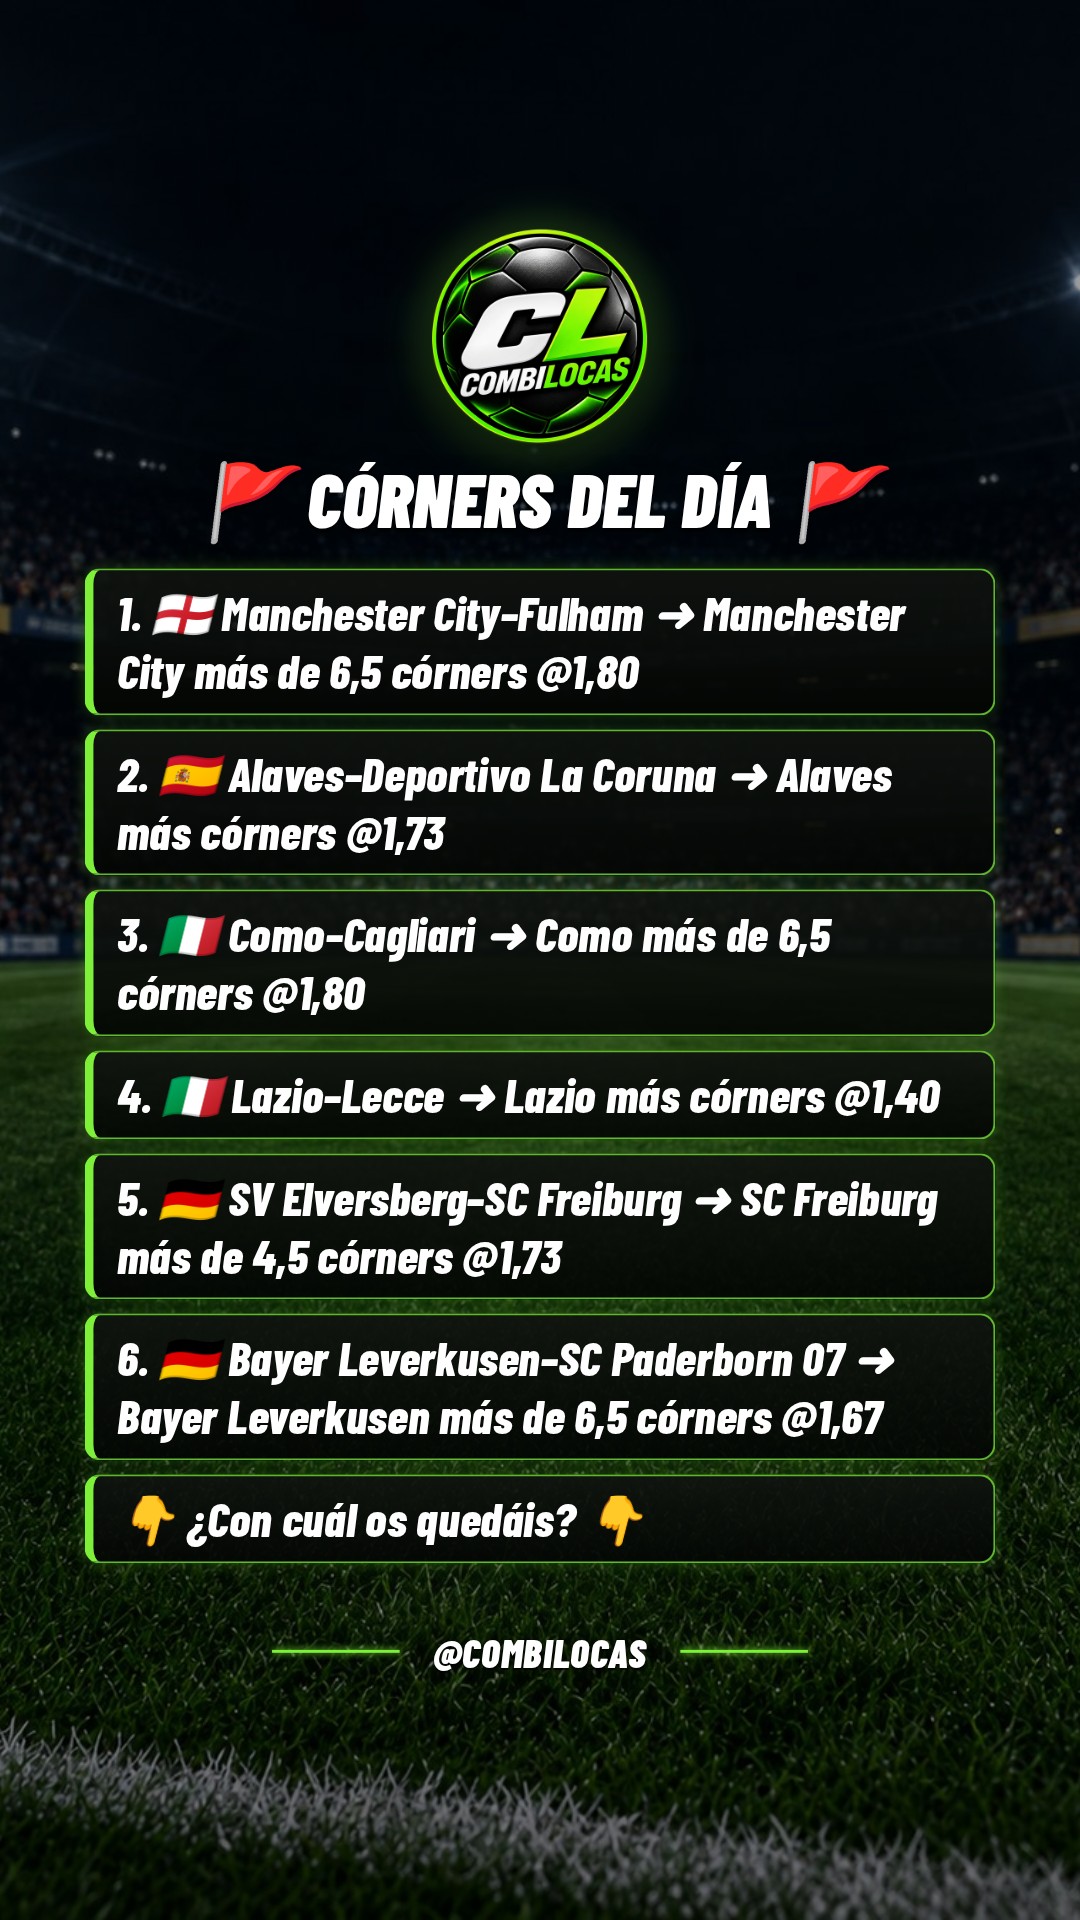 CL
COMBILOCAS
🚩 CÓRNERS DEL DÍA 🚩
1. 🏴󠁧󠁢󠁥󠁮󠁧󠁿 Manchester City-Fulham ➜ Manchester
City más de 6,5 córners @1,80
2. 🇪🇸 Alaves-Deportivo La Coruna ➜ Alaves
más córners @1,73
3. 🇮🇹 Como-Cagliari ➜ Como más de 6,5
córners @1,80
4. 🇮🇹 Lazio-Lecce ➜ Lazio más córners @1,40
5. 🇩🇪 SV Elversberg-SC Freiburg ➜ SC Freiburg
más de 4,5 córners @1,73
6. 🇩🇪 Bayer Leverkusen-SC Paderborn 07 ➜
Bayer Leverkusen más de 6,5 córners @1,67
👇 ¿Con cuál os quedáis? 👇
@COMBILOCAS